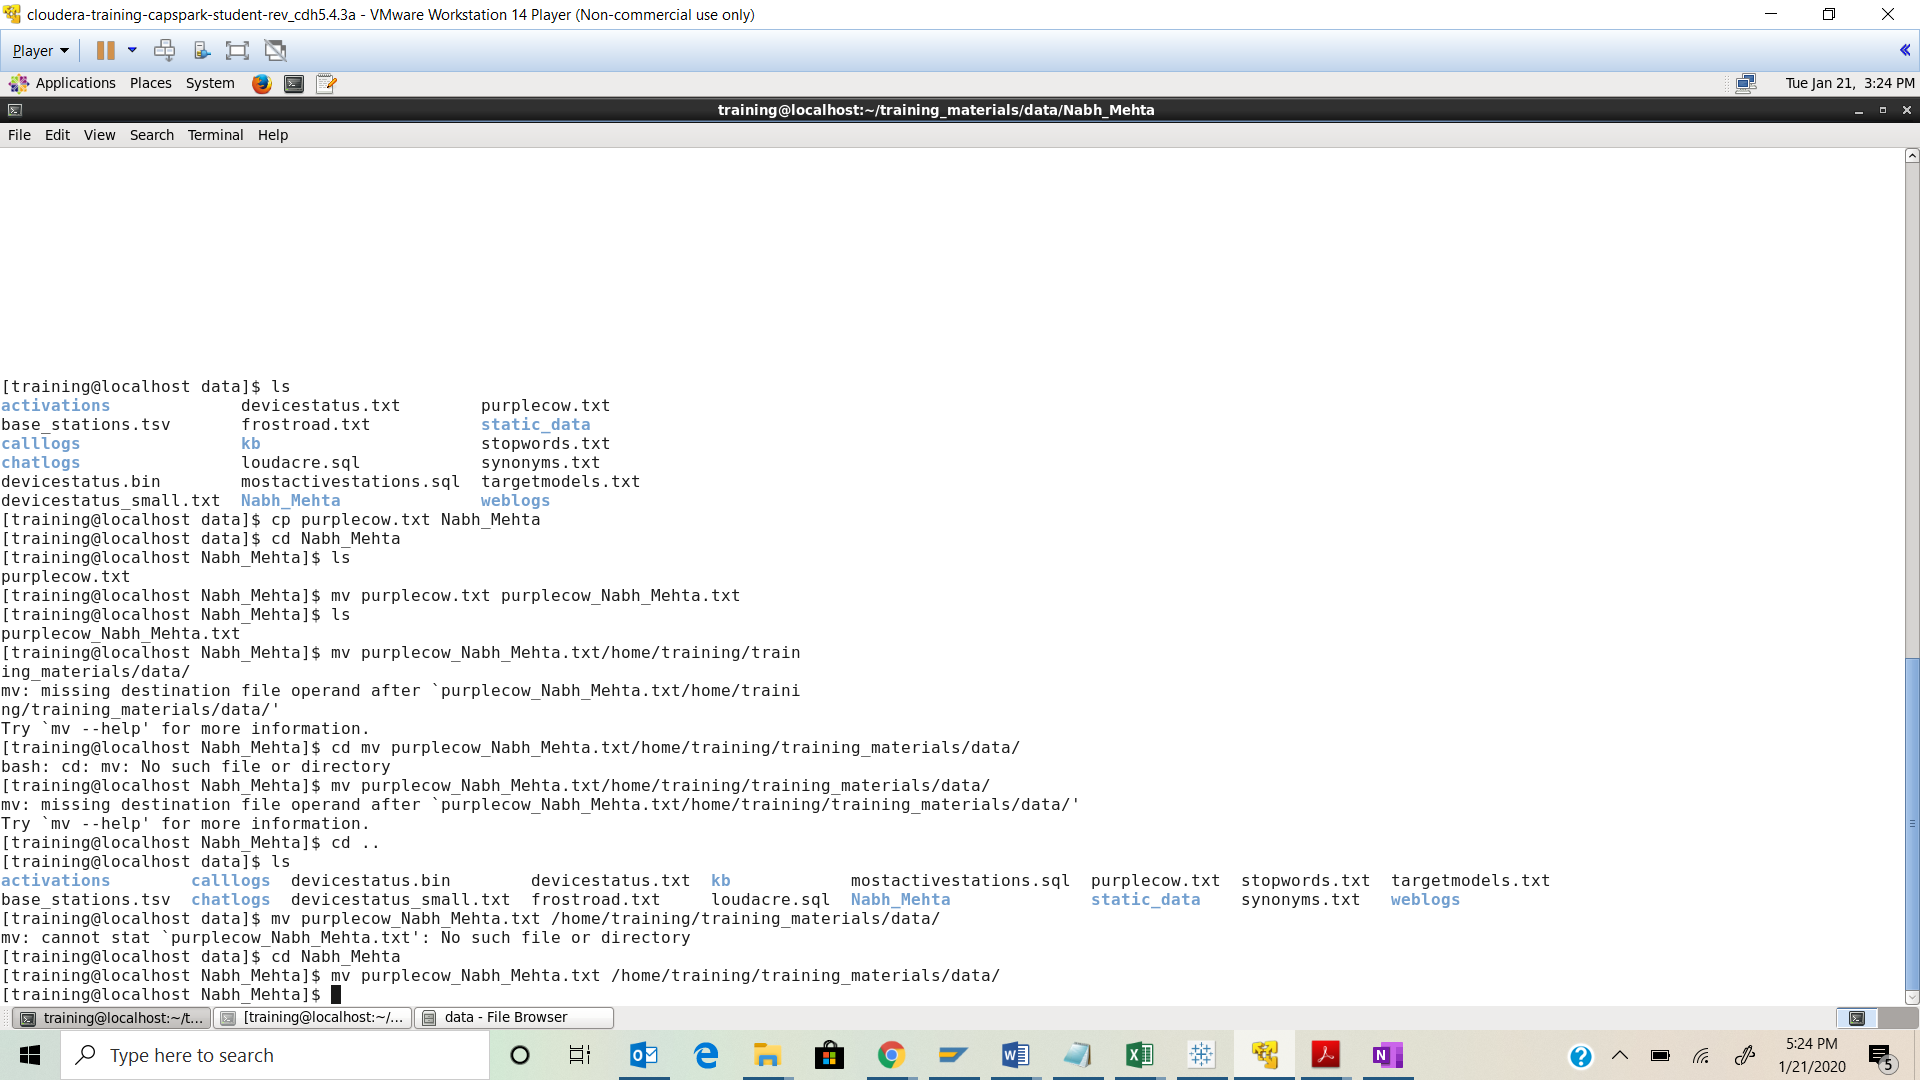 cloudera-training-capspark-student-rev_cdh5.4.3a - VMware Workstation 14 Player (Non-commercial use only)
Player
Applications Places System Tue Jan 21, 3:24 PM
training@localhost:~/training_materials/data/Nabh_Mehta
File Edit View Search Terminal Help
[training@localhost data]$ ls
activations devicestatus.txt purplecow.txt
base_stations.tsv frostroad.txt static_data
calllogs kb stopwords.txt
chatlogs loudacre.sql synonyms.txt
devicestatus.bin mostactivestations.sql targetmodels.txt
devicestatus_small.txt Nabh_Mehta weblogs
[training@localhost data]$ cp purplecow.txt Nabh_Mehta
[training@localhost data]$ cd Nabh_Mehta
[training@localhost Nabh_Mehta]$ ls
purplecow.txt
[training@localhost Nabh_Mehta]$ mv purplecow.txt purplecow_Nabh_Mehta.txt
[training@localhost Nabh_Mehta]$ ls
purplecow_Nabh_Mehta.txt
[training@localhost Nabh_Mehta]$ mv purplecow_Nabh_Mehta.txt/home/training/train
ing_materials/data/
mv: missing destination file operand after `purplecow_Nabh_Mehta.txt/home/traini
ng/training_materials/data/'
Try `mv --help' for more information.
[training@localhost Nabh_Mehta]$ cd mv purplecow_Nabh_Mehta.txt/home/training/training_materials/data/
bash: cd: mv: No such file or directory
[training@localhost Nabh_Mehta]$ mv purplecow_Nabh_Mehta.txt/home/training/training_materials/data/
mv: missing destination file operand after `purplecow_Nabh_Mehta.txt/home/training/training_materials/data/'
Try `mv --help' for more information.
[training@localhost Nabh_Mehta]$ cd ..
[training@localhost data]$ ls
activations calllogs devicestatus.bin devicestatus.txt kb mostactivestations.sql purplecow.txt stopwords.txt targetmodels.txt
base_stations.tsv chatlogs devicestatus_small.txt frostroad.txt loudacre.sql Nabh_Mehta static_data synonyms.txt weblogs
[training@localhost data]$ mv purplecow_Nabh_Mehta.txt /home/training/training_materials/data/
mv: cannot stat `purplecow_Nabh_Mehta.txt': No such file or directory
[training@localhost data]$ cd Nabh_Mehta
[training@localhost Nabh_Mehta]$ mv purplecow_Nabh_Mehta.txt /home/training/training_materials/data/
[training@localhost Nabh_Mehta]$
training@localhost:~/t... [training@localhost:~/... data - File Browser
Type here to search
5:24 PM
1/21/2020
5